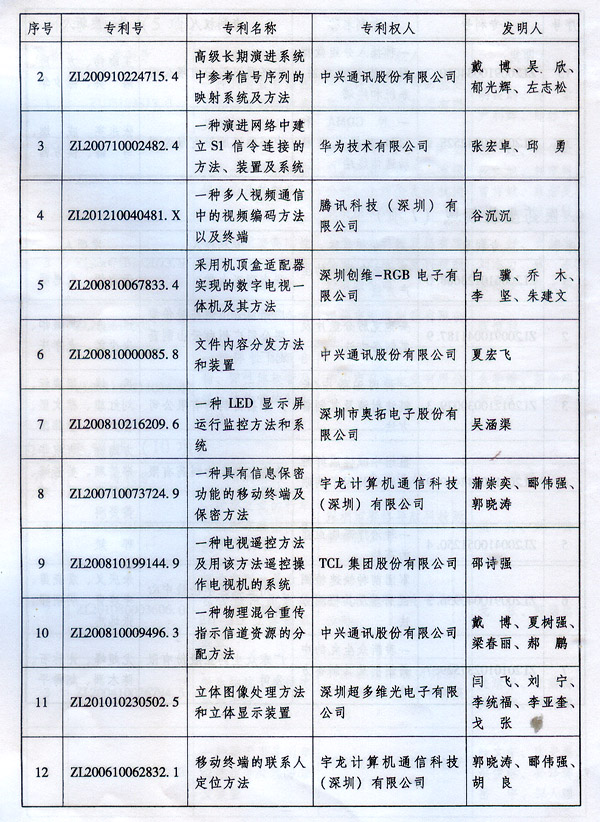 序号 专利号 专利名称 专利权人 发明人
2 ZL200910224715.4 高级长期演进系统中参考信号序列的映射系统及方法 中兴通讯股份有限公司 戴博、吴欣、郁光辉、左志松
3 ZL200710002482.4 一种演进网络中建立S1信令连接的方法、装置及系统 华为技术有限公司 张宏卓、邱勇
4 ZL201210040481.X 一种多人视频通信中的视频编码方法以及终端 腾讯科技(深圳)有限公司 谷沉沉
5 ZL200810067833.4 采用机顶盒适配器实现的数字电视一体机及其方法 深圳创维-RGB电子有限公司 白骥、乔木、李坚、朱建文
6 ZL200810000085.8 文件内容分发方法和装置 中兴通讯股份有限公司 夏宏飞
7 ZL200810216209.6 一种LED显示屏运行监控方法和系统 深圳市奥拓电子股份有限公司 吴涵渠
8 ZL200710073724.9 一种具有信息保密功能的移动终端及保密方法 宇龙计算机通信科技(深圳)有限公司 蒲崇奕、郦伟强、郭晓涛
9 ZL200810199144.9 一种电视遥控方法及用该方法遥控操作电视机的系统 TCL集团股份有限公司 邵诗强
10 ZL200810009496.3 一种物理混合重传指示信道资源的分配方法 中兴通讯股份有限公司 戴博、夏树强、梁春丽、郝鹏
11 ZL201010230502.5 立体图像处理方法和立体显示装置 深圳超多维光电子有限公司 闫飞、刘宁、李统福、李亚奎、戈张
12 ZL200610062832.1 移动终端的联系人定位方法 宇龙计算机通信科技(深圳)有限公司 郭晓涛、郦伟强、胡良